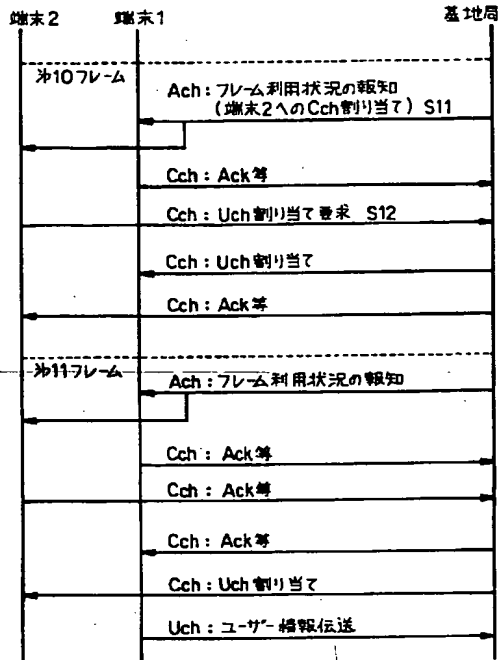 端末2 端末1 基地局
㐧10フレーム
Ach:フレーム利用状況の報知
(端末2へのCch割り当て) S11
Cch:Ack等
Cch:Uch割り当て要求 S12
Cch:Uch割り当て
Cch:Ack等
㐧11フレーム
Ach:フレーム利用状況の報知
Cch:Ack等
Cch:Ack等
Cch:Ack等
Cch:Uch割り当て
Uch:ユーザー情報伝送